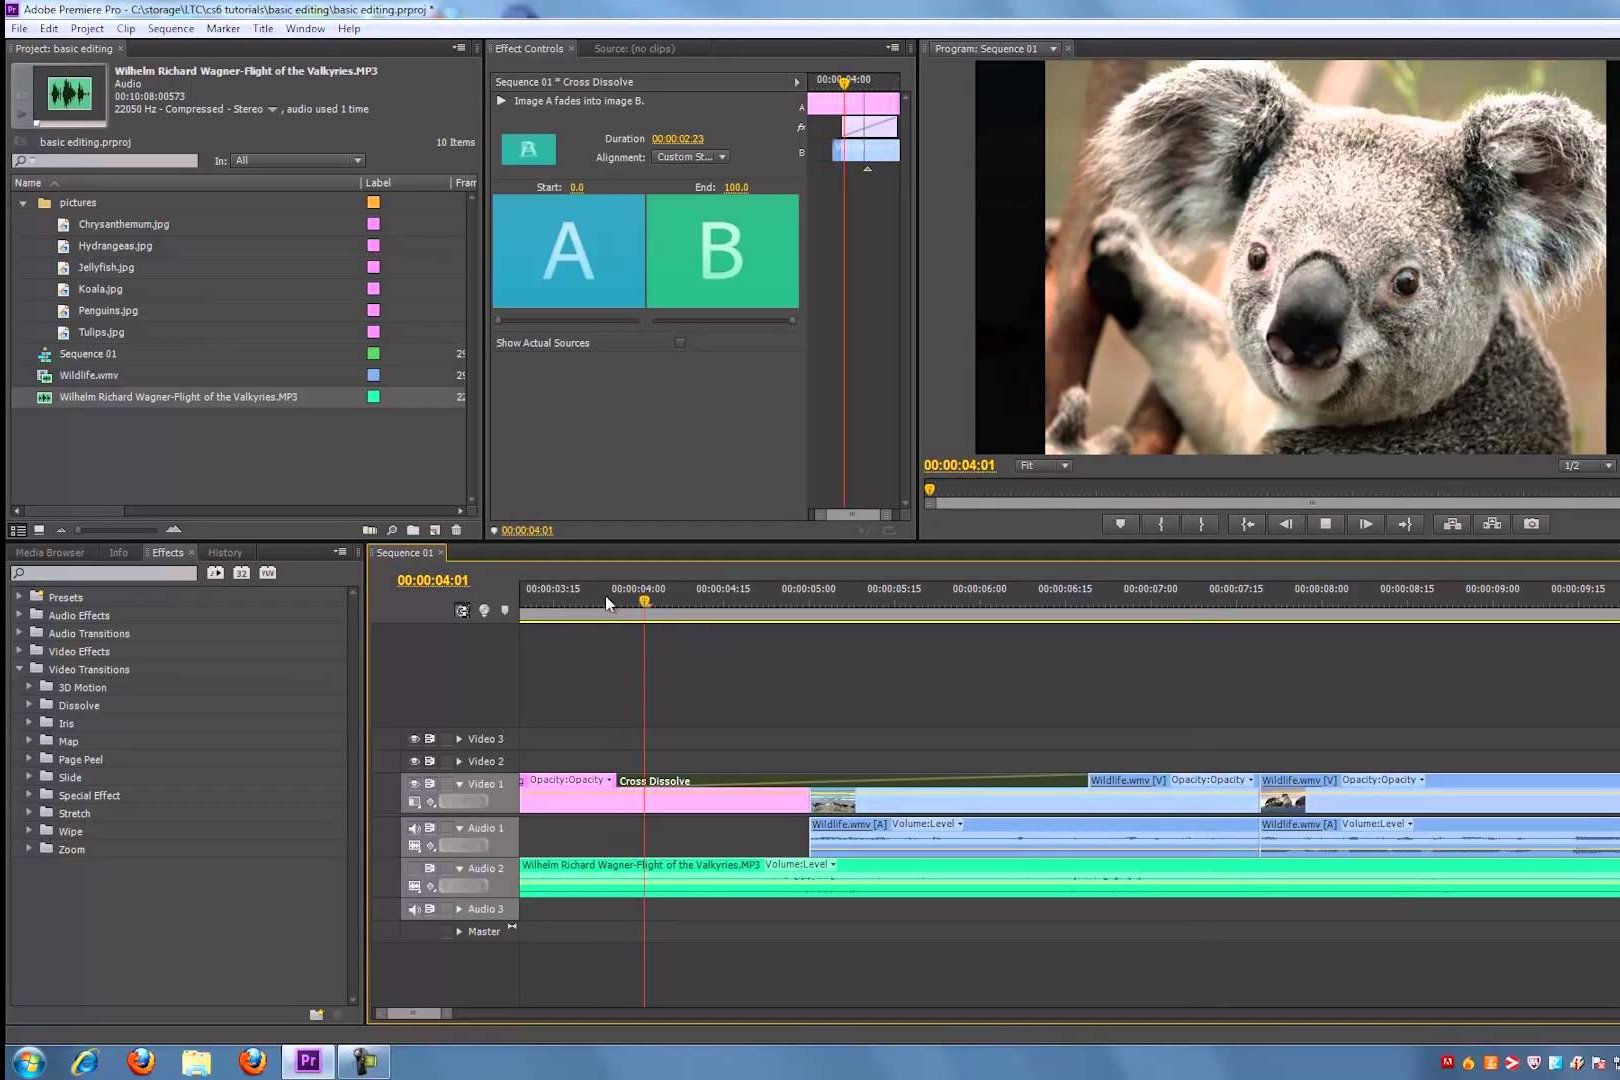 Adobe Premiere Pro - C:\storage\LTC\cs6 tutorials\basic editing\basic editing.prproj *
File Edit Project Clip Sequence Marker Title Window Help
Project: basic editing
Wilhelm Richard Wagner-Flight of the Valkyries.MP3
Audio
00:10:08:00573
22050 Hz - Compressed - Stereo , audio used 1 time
basic editing.prproj 10 Items
In: All
Name Label Fram
pictures
Chrysanthemum.jpg
Hydrangeas.jpg
Jellyfish.jpg
Koala.jpg
Penguins.jpg
Tulips.jpg
Sequence 01 29
Wildlife.wmv 29
Wilhelm Richard Wagner-Flight of the Valkyries.MP3 22
Effect Controls Source: (no clips)
Sequence 01 * Cross Dissolve 00:00:04:00
Image A fades into image B.
A
fx
B
A
Duration 00:00:02:23
Alignment: Custom St...
Start: 0.0 End: 100.0
A B
Show Actual Sources
00:00:04:01
Program: Sequence 01
00:00:04:01 Fit 1/2
Media Browser Info Effects History
32 YUV
Presets
Audio Effects
Audio Transitions
Video Effects
Video Transitions
3D Motion
Dissolve
Iris
Map
Page Peel
Slide
Special Effect
Stretch
Wipe
Zoom
Sequence 01
00:00:04:01
00:00:03:15 00:00:04:00 00:00:04:15 00:00:05:00 00:00:05:15 00:00:06:00 00:00:06:15 00:00:07:00 00:00:07:15 00:00:08:00 00:00:08:15 00:00:09:00 00:00:09:15
Video 3
Video 2
Video 1 Opacity:Opacity Cross Dissolve Wildlife.wmv [V] Opacity:Opacity Wildlife.wmv [V] Opacity:Opacity
Audio 1 Wildlife.wmv [A] Volume:Level Wildlife.wmv [A] Volume:Level
Audio 2 Wilhelm Richard Wagner-Flight of the Valkyries.MP3 Volume:Level
Audio 3
Master
Pr